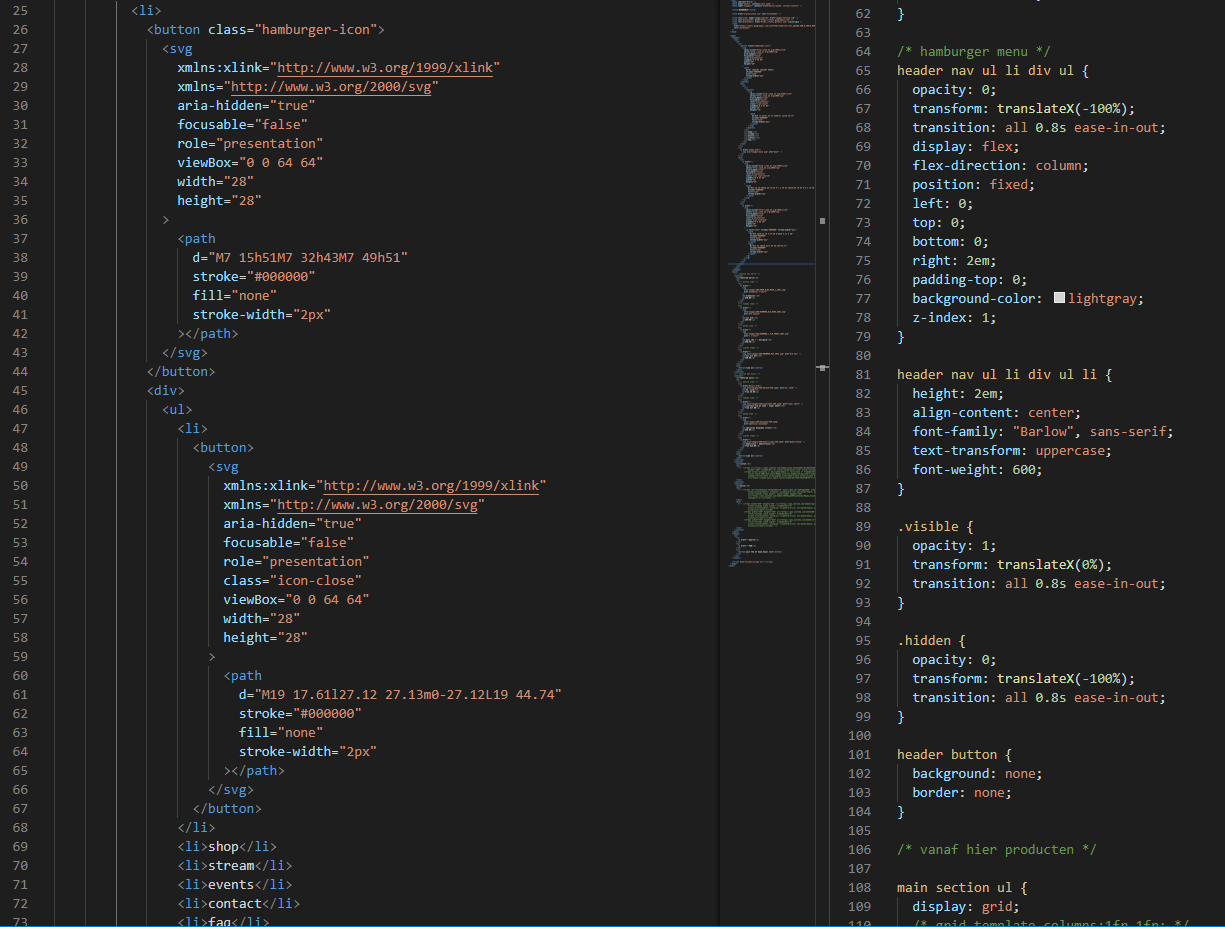 25 <li>
26 <button class="hamburger-icon">
27 <svg
28 xmlns:xlink="http://www.w3.org/1999/xlink"
29 xmlns="http://www.w3.org/2000/svg"
30 aria-hidden="true"
31 focusable="false"
32 role="presentation"
33 viewBox="0 0 64 64"
34 width="28"
35 height="28"
36 >
37 <path
38 d="M7 15h51M7 32h43M7 49h51"
39 stroke="#000000"
40 fill="none"
41 stroke-width="2px"
42 ></path>
43 </svg>
44 </button>
45 <div>
46 <ul>
47 <li>
48 <button>
49 <svg
50 xmlns:xlink="http://www.w3.org/1999/xlink"
51 xmlns="http://www.w3.org/2000/svg"
52 aria-hidden="true"
53 focusable="false"
54 role="presentation"
55 class="icon-close"
56 viewBox="0 0 64 64"
57 width="28"
58 height="28"
59 >
60 <path
61 d="M19 17.61l27.12 27.13m0-27.12L19 44.74"
62 stroke="#000000"
63 fill="none"
64 stroke-width="2px"
65 ></path>
66 </svg>
67 </button>
68 </li>
69 <li>shop</li>
70 <li>stream</li>
71 <li>events</li>
72 <li>contact</li>
73 <li>faq</li>
62 }
63
64 /* hamburger menu */
65 header nav ul li div ul {
66 opacity: 0;
67 transform: translateX(-100%);
68 transition: all 0.8s ease-in-out;
69 display: flex;
70 flex-direction: column;
71 position: fixed;
72 left: 0;
73 top: 0;
74 bottom: 0;
75 right: 2em;
76 padding-top: 0;
77 background-color: lightgray;
78 z-index: 1;
79 }
80
81 header nav ul li div ul li {
82 height: 2em;
83 align-content: center;
84 font-family: "Barlow", sans-serif;
85 text-transform: uppercase;
86 font-weight: 600;
87 }
88
89 .visible {
90 opacity: 1;
91 transform: translateX(0%);
92 transition: all 0.8s ease-in-out;
93 }
94
95 .hidden {
96 opacity: 0;
97 transform: translateX(-100%);
98 transition: all 0.8s ease-in-out;
99 }
100
101 header button {
102 background: none;
103 border: none;
104 }
105
106 /* vanaf hier producten */
107
108 main section ul {
109 display: grid;
110 /* grid-template-columns:1fr 1fr; */